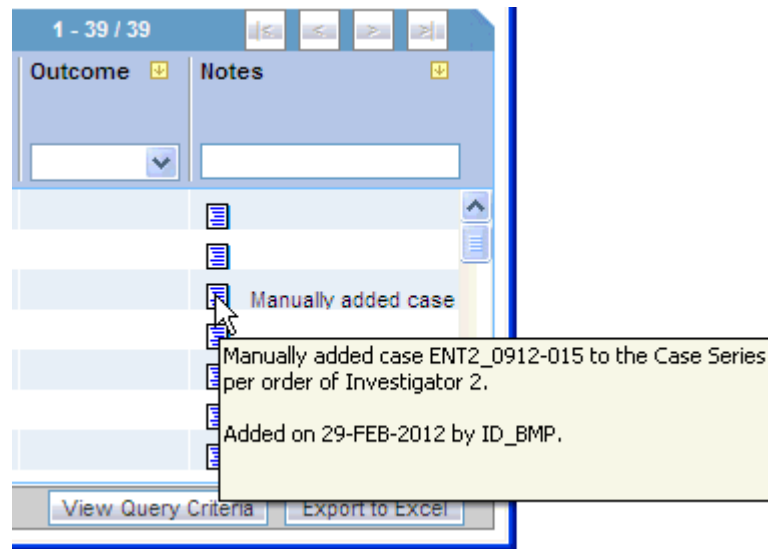 1 - 39 / 39
Outcome Notes
Manually added case
Manually added case ENT2_0912-015 to the Case Series
per order of Investigator 2.
Added on 29-FEB-2012 by ID_BMP.
View Query Criteria Export to Excel